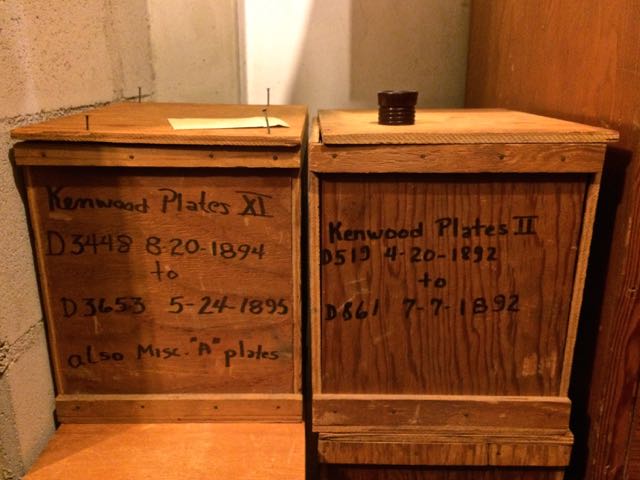 Kenwood Plates XI
D3448 8-20-1894
to
D3653 5-24-1895
also Misc. "A" plates
Kenwood Plates II
D519 4-20-1892
to
D861 7-7-1892